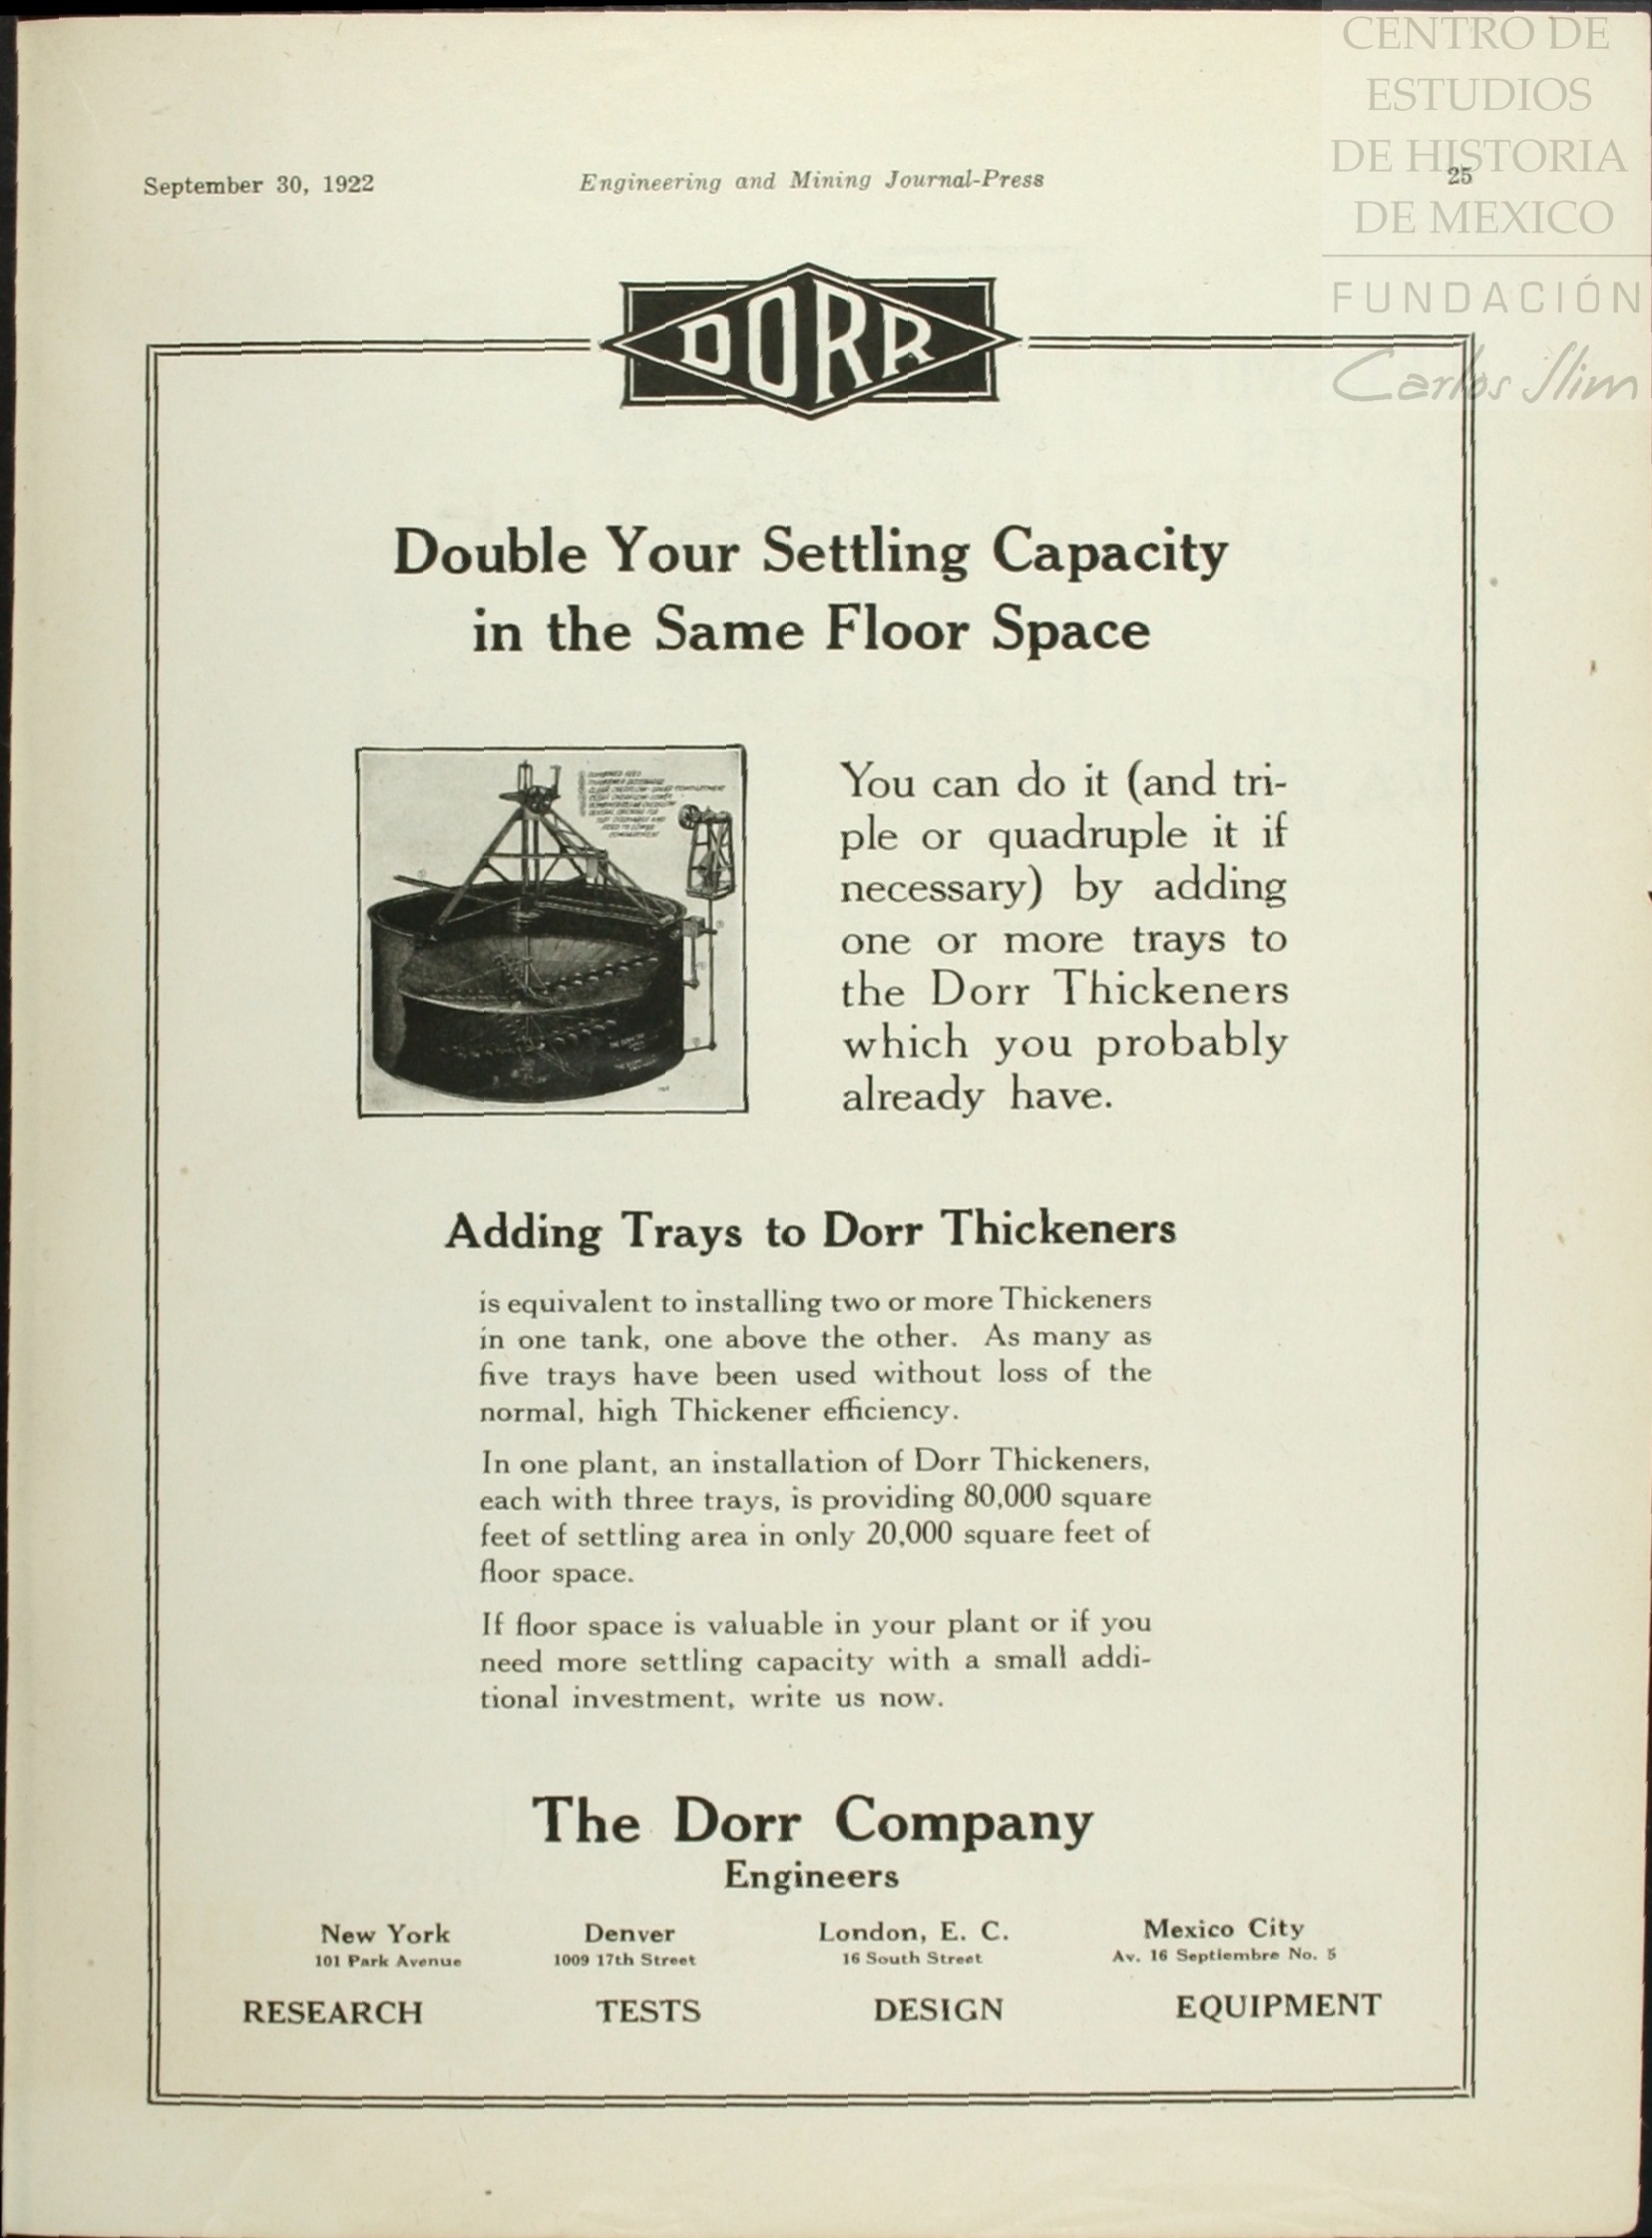 CENTRO DE
ESTUDIOS
DE HISTORIA
DE MEXICO
FUNDACIÓN
Carlos Slim
September 30, 1922 Engineering and Mining Journal-Press 25
DORR
Double Your Settling Capacity
in the Same Floor Space
You can do it (and tri-
ple or quadruple it if
necessary) by adding
one or more trays to
the Dorr Thickeners
which you probably
already have.
Adding Trays to Dorr Thickeners
is equivalent to installing two or more Thickeners
in one tank, one above the other. As many as
five trays have been used without loss of the
normal, high Thickener efficiency.
In one plant, an installation of Dorr Thickeners,
each with three trays, is providing 80,000 square
feet of settling area in only 20,000 square feet of
floor space.
If floor space is valuable in your plant or if you
need more settling capacity with a small addi-
tional investment, write us now.
The Dorr Company
Engineers
New York Denver London, E. C. Mexico City
101 Park Avenue 1009 17th Street 16 South Street Av. 16 Septiembre No. 5
RESEARCH TESTS DESIGN EQUIPMENT